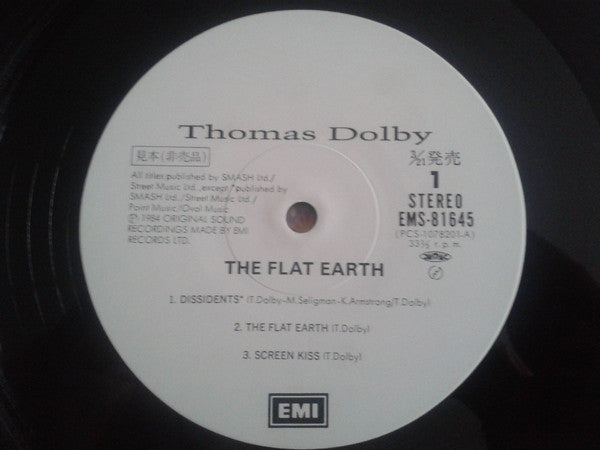 Thomas Dolby
見本(非売品)
3/21発売
All titles published by SMASH Ltd./
Street Music Ltd., except *published by
SMASH Ltd./Street Music Ltd./
Point Music/Oval Music
Ⓟ 1984 ORIGINAL SOUND
RECORDINGS MADE BY EMI
RECORDS LTD.
1
STEREO
EMS-81645
(PCS-1078201-A)
33⅓ r.p.m.
THE FLAT EARTH
1. DISSIDENTS* (T.Dolby–M.Seligman-K.Armstrong/T.Dolby)
2. THE FLAT EARTH (T.Dolby)
3. SCREEN KISS (T.Dolby)
EMI